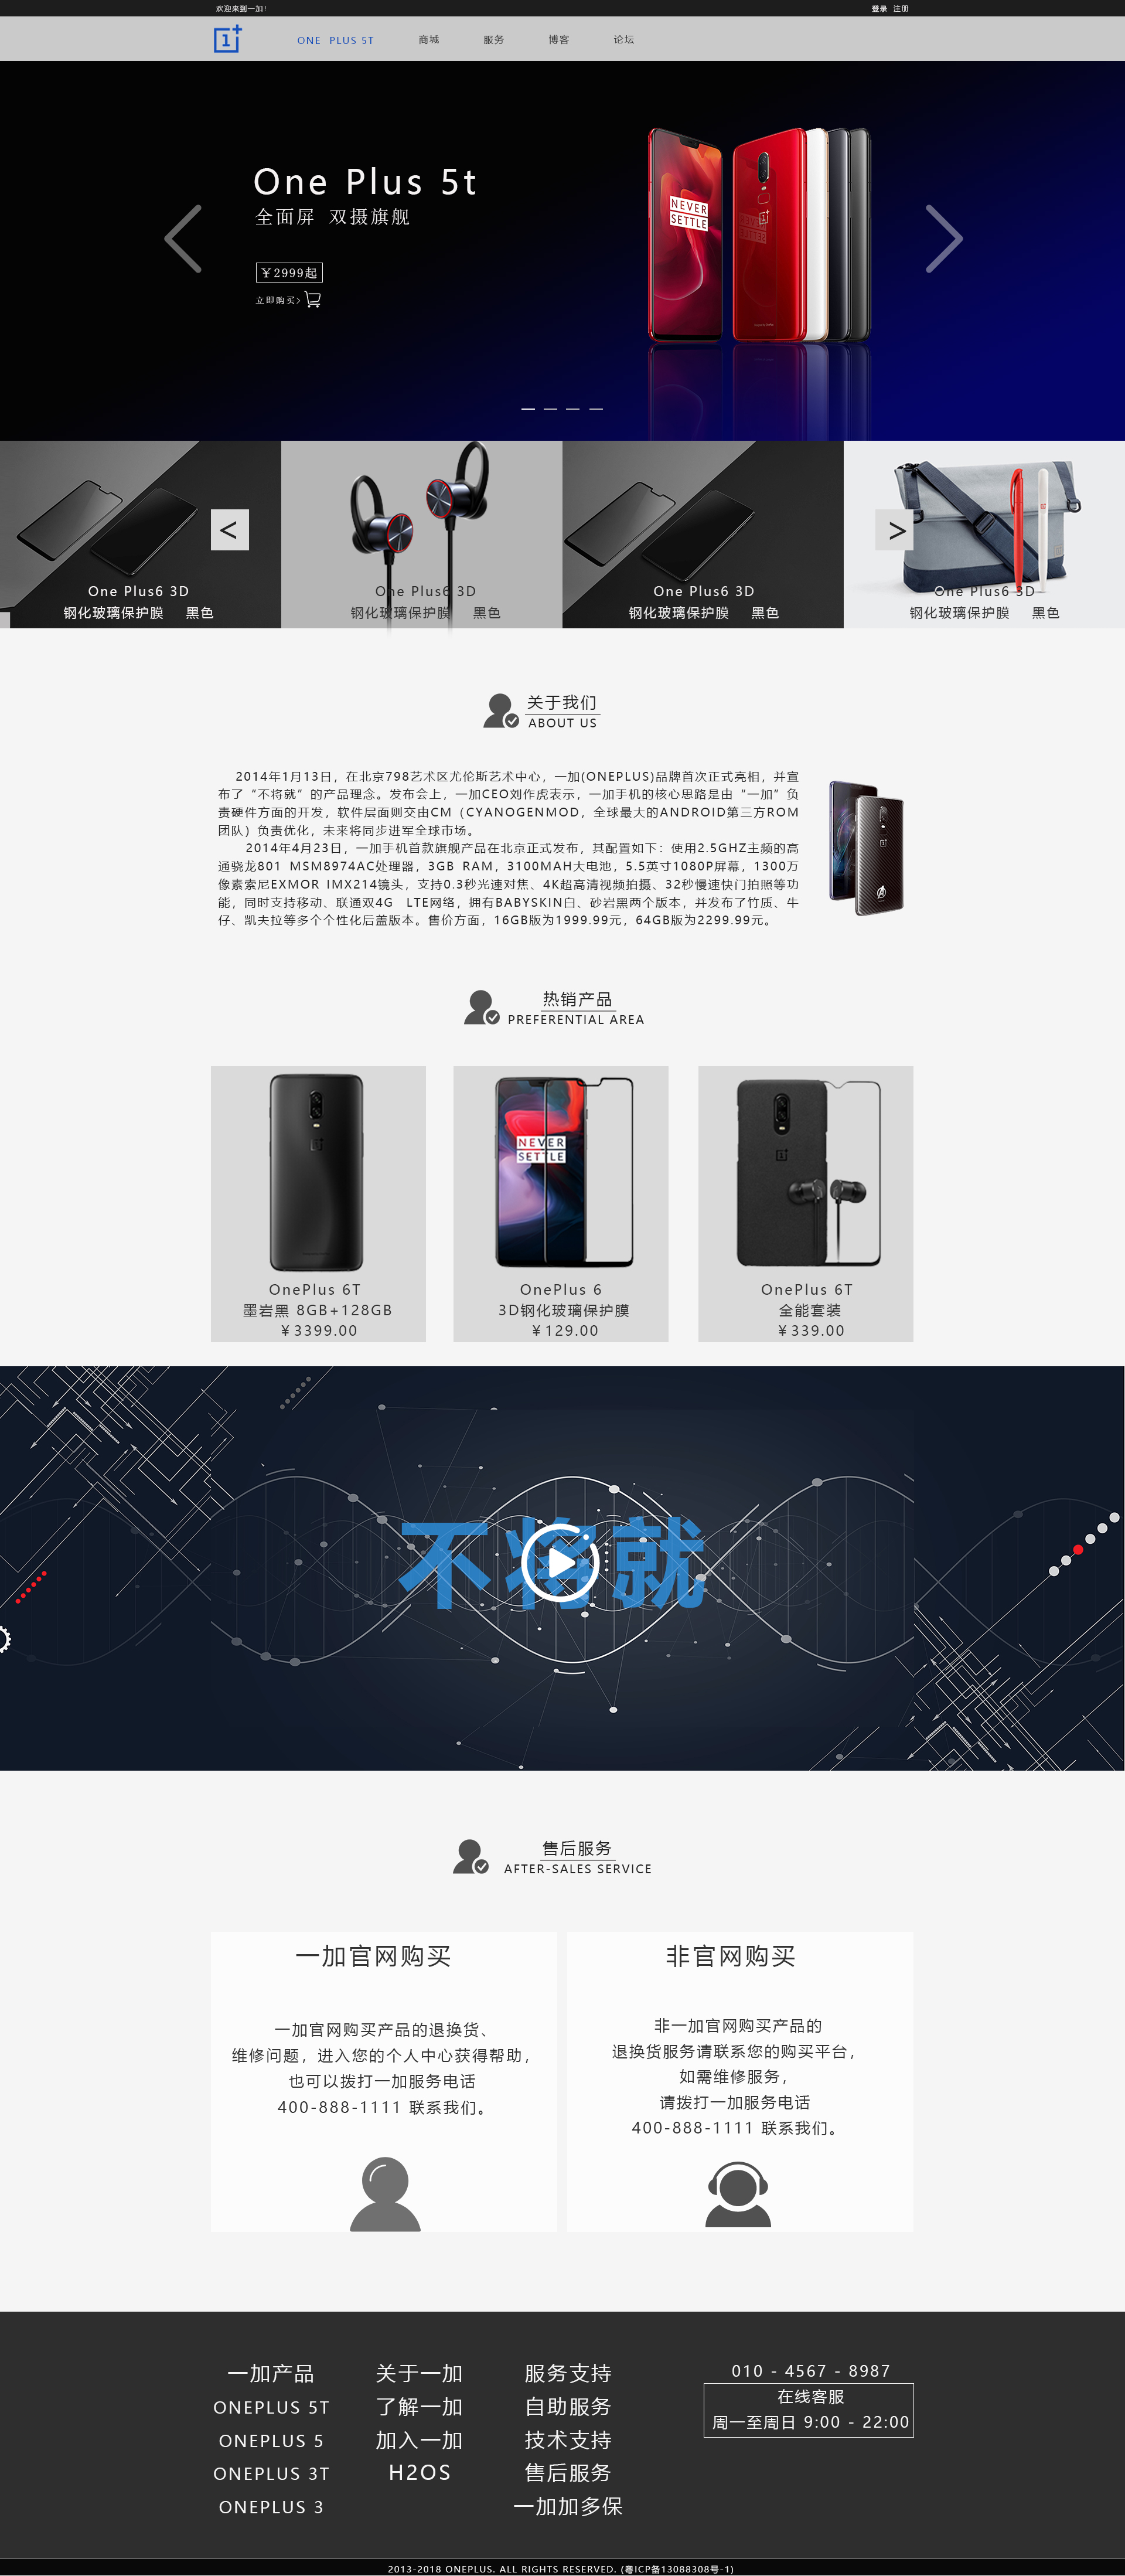 欢迎来到一加！
登录 注册
ONE PLUS 5T 商城 服务 博客 论坛
One Plus 5t
全面屏 双摄旗舰
¥2999起
立即购买>
NEVER
SETTLE
<
>
One Plus6 3D
钢化玻璃保护膜 黑色
One Plus6 3D
钢化玻璃保护膜 黑色
One Plus6 3D
钢化玻璃保护膜 黑色
One Plus6 3D
钢化玻璃保护膜 黑色
关于我们
ABOUT US
2014年1月13日，在北京798艺术区尤伦斯艺术中心，一加(ONEPLUS)品牌首次正式亮相，并宣
布了“不将就”的产品理念。发布会上，一加CEO刘作虎表示，一加手机的核心思路是由“一加”负
责硬件方面的开发，软件层面则交由CM（CYANOGENMOD，全球最大的ANDROID第三方ROM
团队）负责优化，未来将同步进军全球市场。
2014年4月23日，一加手机首款旗舰产品在北京正式发布，其配置如下：使用2.5GHZ主频的高
通骁龙801 MSM8974AC处理器，3GB RAM，3100MAH大电池，5.5英寸1080P屏幕，1300万
像素索尼EXMOR IMX214镜头，支持0.3秒光速对焦、4K超高清视频拍摄、32秒慢速快门拍照等功
能，同时支持移动、联通双4G LTE网络，拥有BABYSKIN白、砂岩黑两个版本，并发布了竹质、牛
仔、凯夫拉等多个个性化后盖版本。售价方面，16GB版为1999.99元，64GB版为2299.99元。
热销产品
PREFERENTIAL AREA
OnePlus 6T
墨岩黑 8GB+128GB
¥3399.00
NEVER
SETTLE
OnePlus 6
3D钢化玻璃保护膜
¥129.00
OnePlus 6T
全能套装
¥339.00
不将就
售后服务
AFTER-SALES SERVICE
一加官网购买
一加官网购买产品的退换货、
维修问题，进入您的个人中心获得帮助，
也可以拨打一加服务电话
400-888-1111 联系我们。
非官网购买
非一加官网购买产品的
退换货服务请联系您的购买平台，
如需维修服务，
请拨打一加服务电话
400-888-1111 联系我们。
一加产品
ONEPLUS 5T
ONEPLUS 5
ONEPLUS 3T
ONEPLUS 3
关于一加
了解一加
加入一加
H2OS
服务支持
自助服务
技术支持
售后服务
一加加多保
010 - 4567 - 8987
在线客服
周一至周日 9:00 - 22:00
2013-2018 ONEPLUS. ALL RIGHTS RESERVED. (粤ICP备13088308号-1)